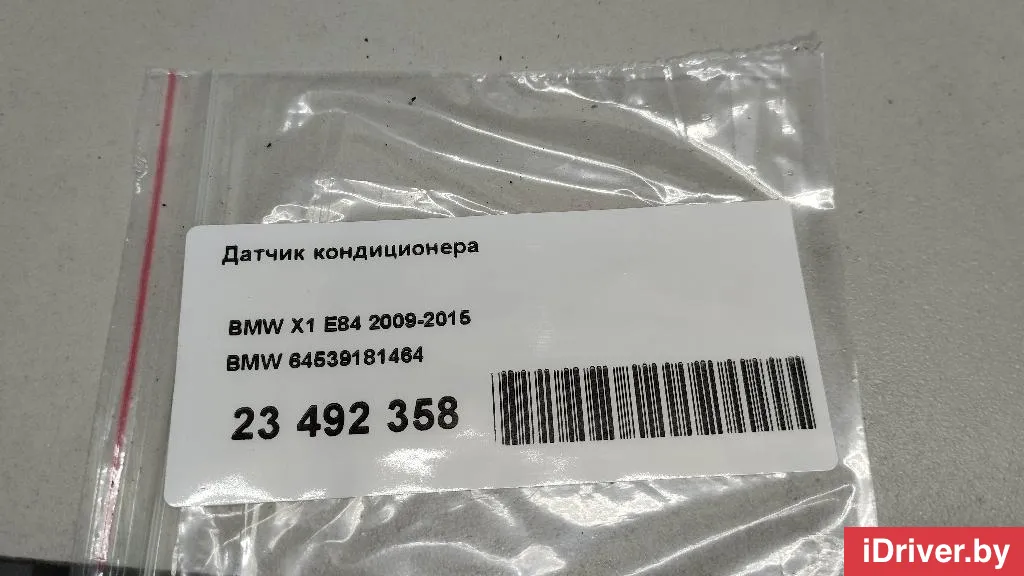 Датчик кондиционера
BMW X1 E84 2009-2015
BMW 64539181464
23 492 358
iDriver.by